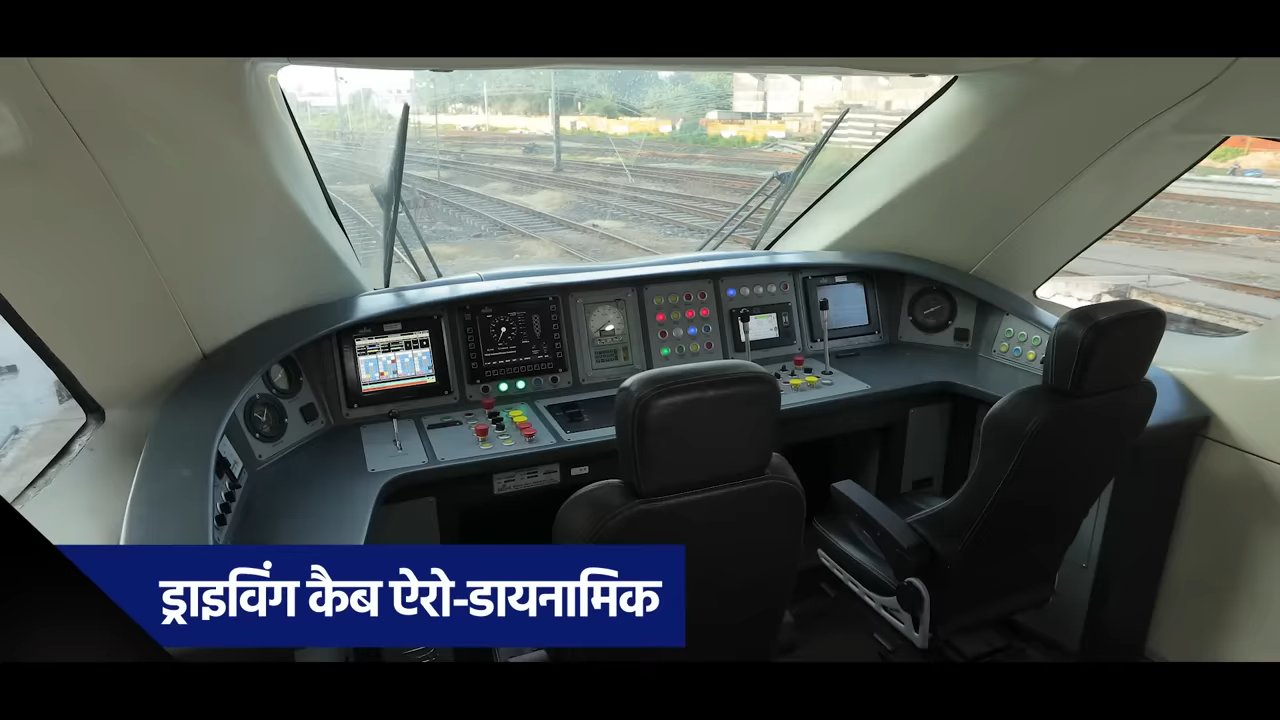 ड्राइविंग कैब ऐरो-डायनामिक